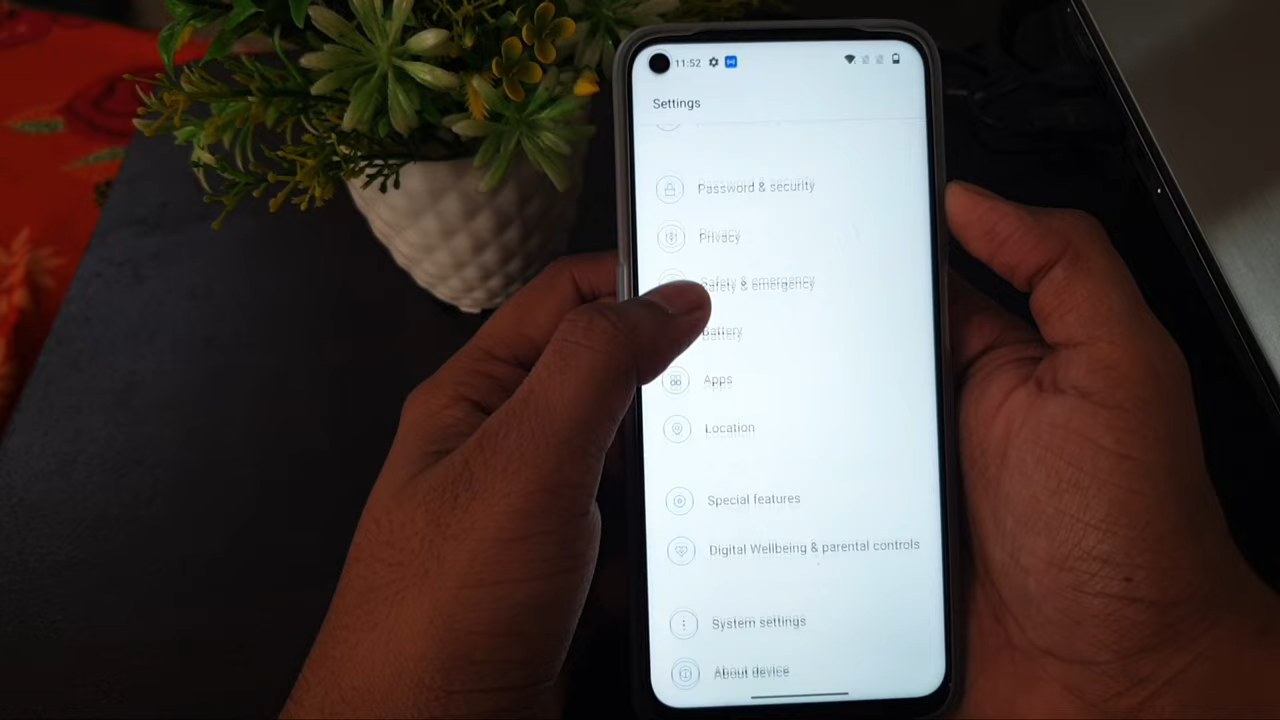 11:52
Settings
Password & security
Privacy
Safety & emergency
Battery
Apps
Location
Special features
Digital Wellbeing & parental controls
System settings
About device